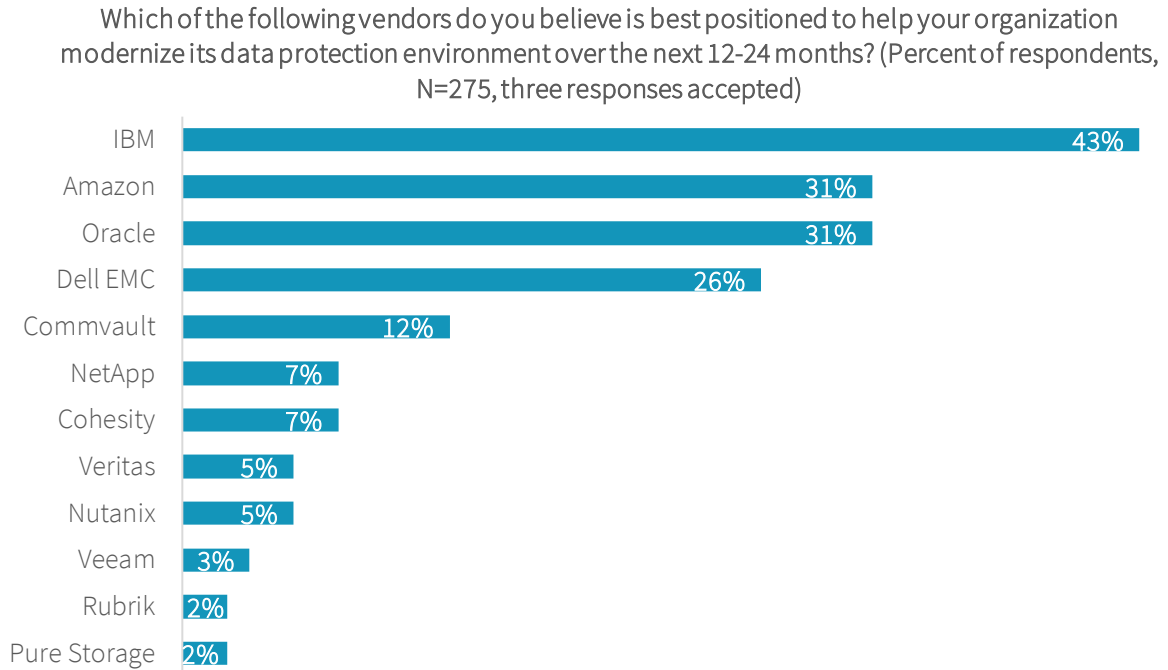 Which of the following vendors do you believe is best positioned to help your organization
modernize its data protection environment over the next 12-24 months? (Percent of respondents,
N=275, three responses accepted)
IBM 43%
Amazon 31%
Oracle 31%
Dell EMC 26%
Commvault 12%
NetApp 7%
Cohesity 7%
Veritas 5%
Nutanix 5%
Veeam 3%
Rubrik 2%
Pure Storage 2%